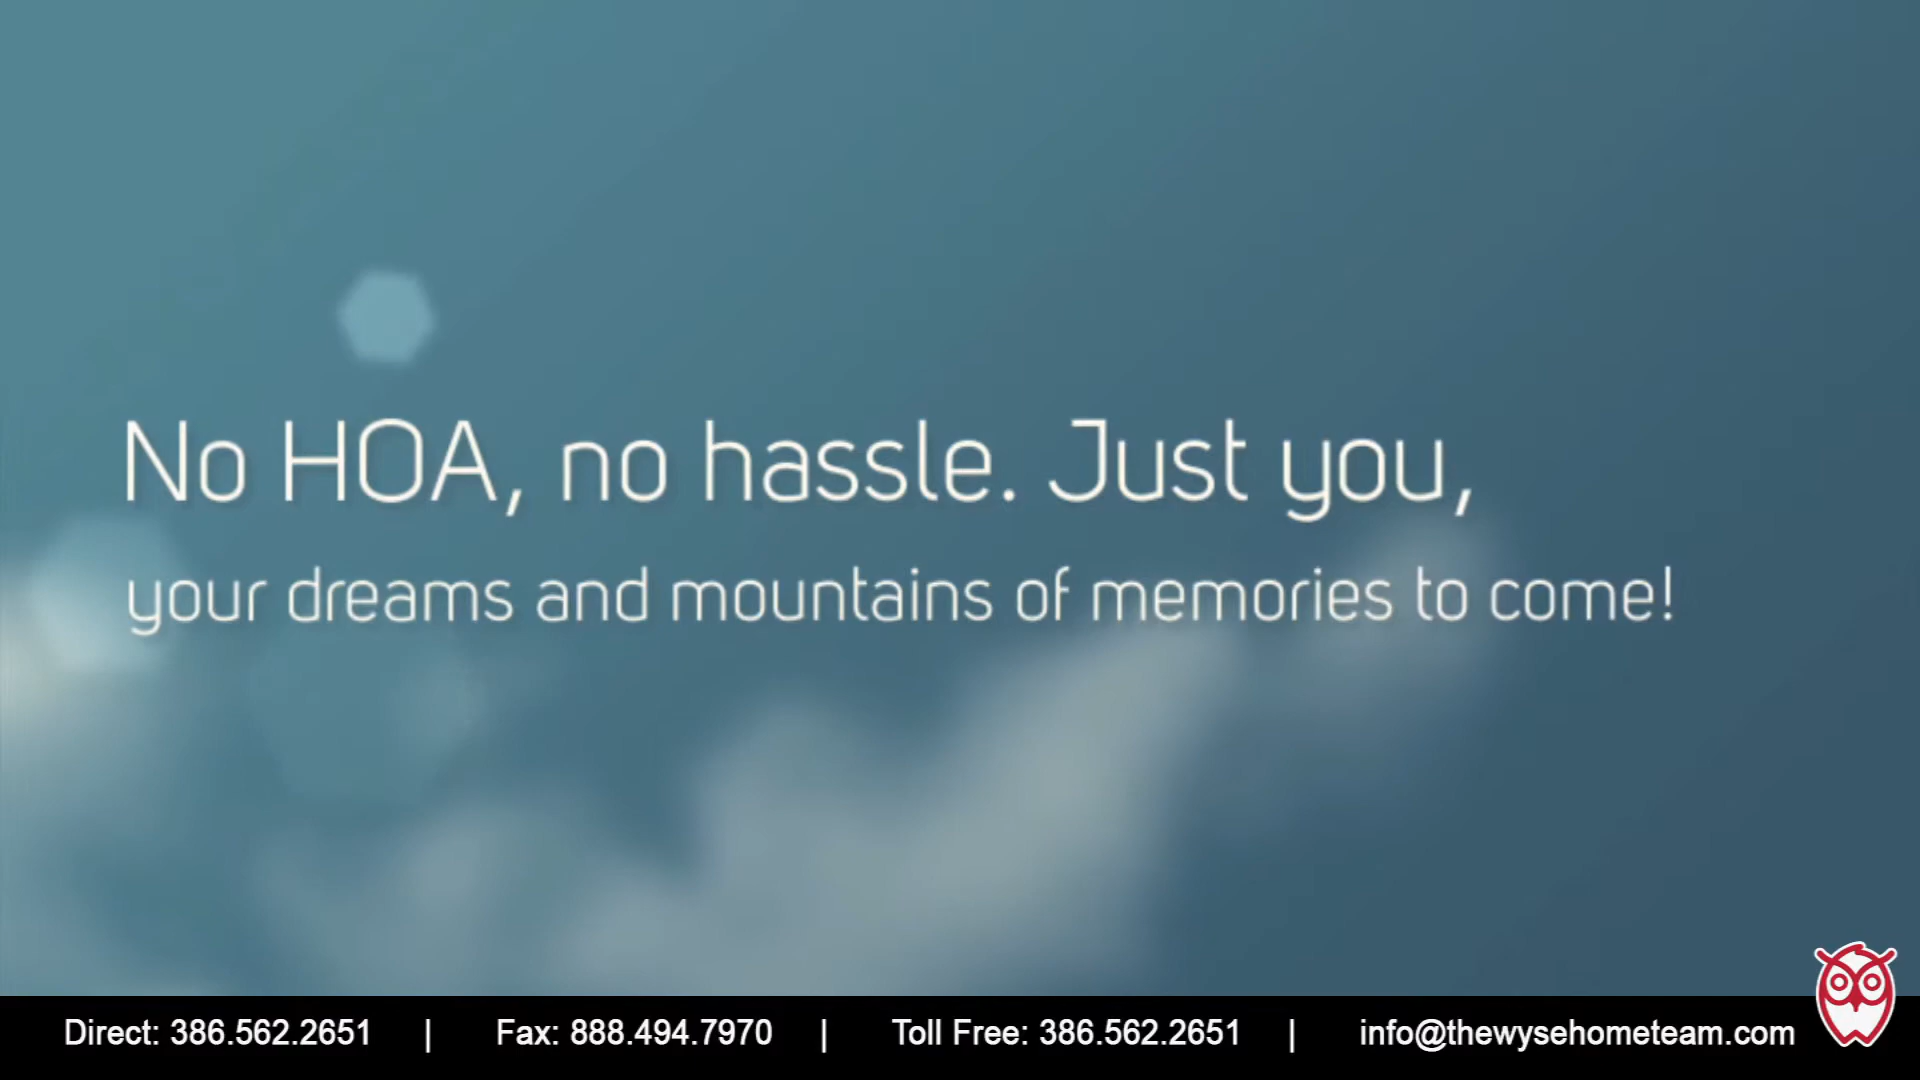 No HOA, no hassle. Just you,
your dreams and mountains of memories to come!
Direct: 386.562.2651 | Fax: 888.494.7970 | Toll Free: 386.562.2651 | info@thewysehometeam.com